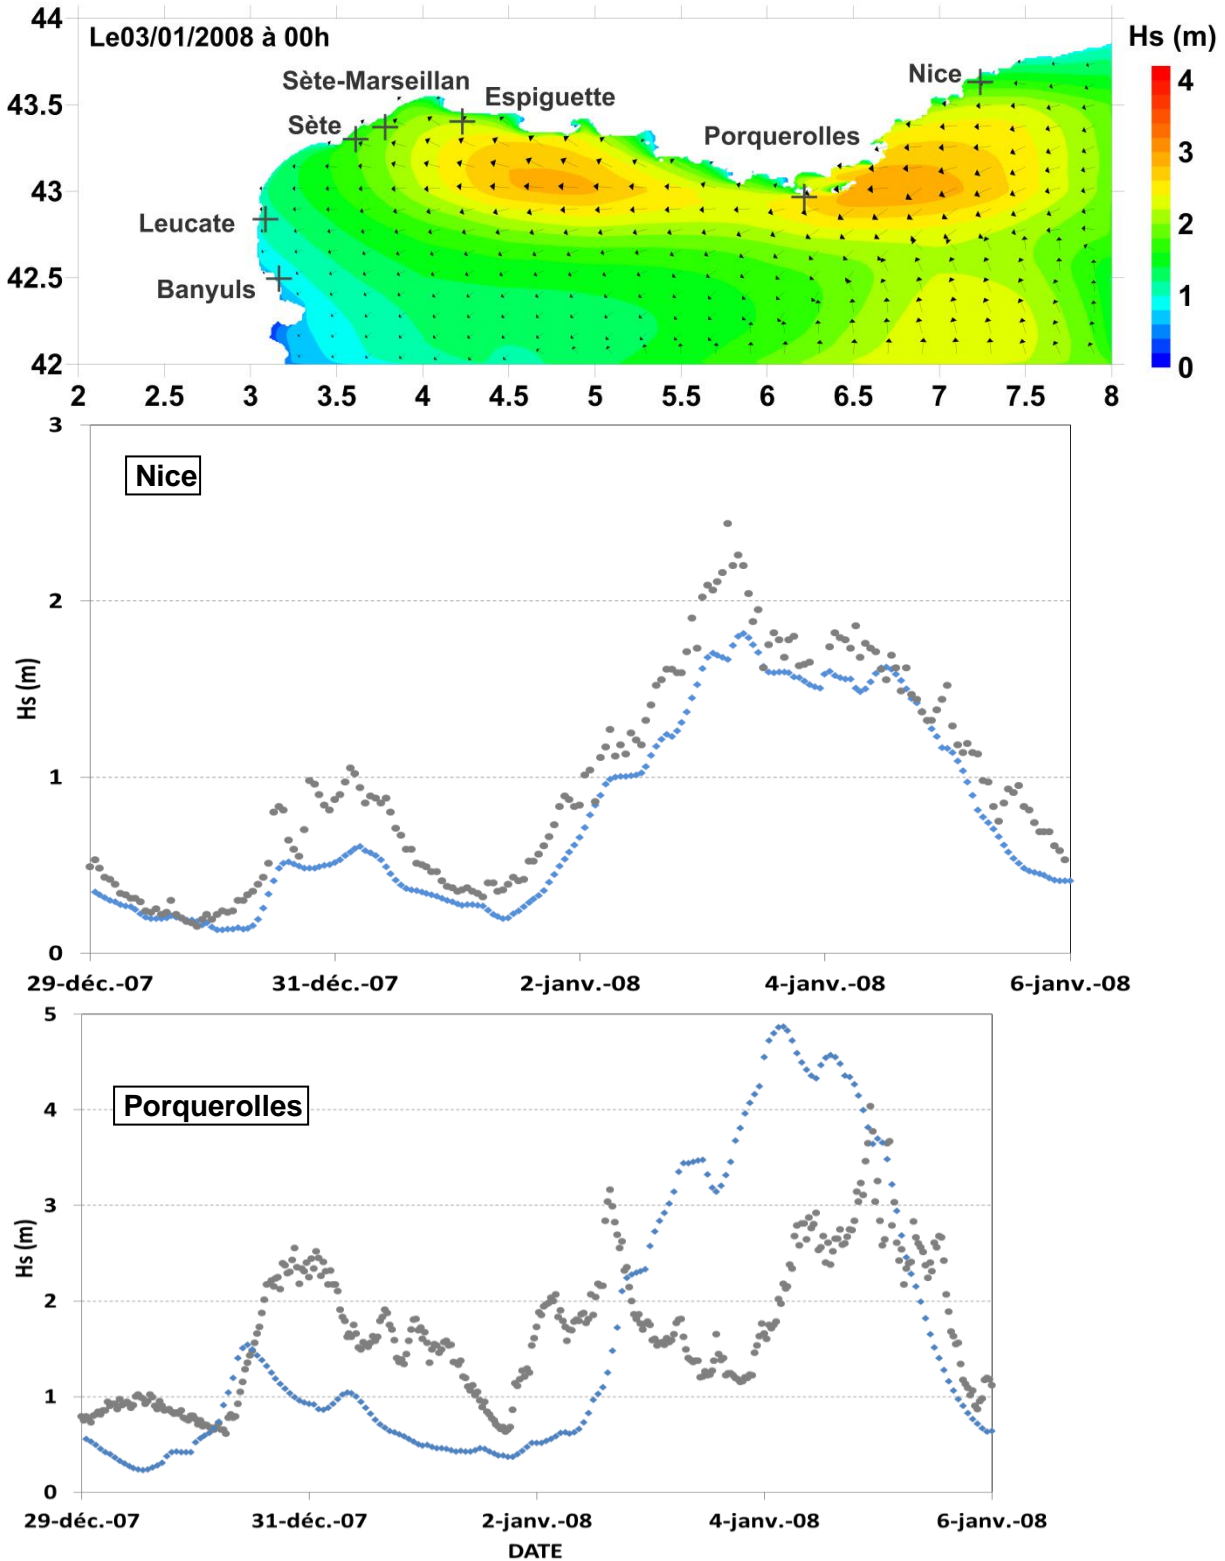 44
Le03/01/2008 à 00h
Hs (m)
Sète-Marseillan
Nice
4
43.5
Espiguette
Sète
Porquerolles
3
43
Leucate
2
42.5
Banyuls
1
42
0
2 2.5 3 3.5 4 4.5 5 5.5 6 6.5 7 7.5 8
3
Nice
2
Hs (m)
1
0
29-déc.-07 31-déc.-07 2-janv.-08 4-janv.-08 6-janv.-08
5
Porquerolles
4
3
Hs (m)
2
1
0
29-déc.-07 31-déc.-07 2-janv.-08 4-janv.-08 6-janv.-08
DATE